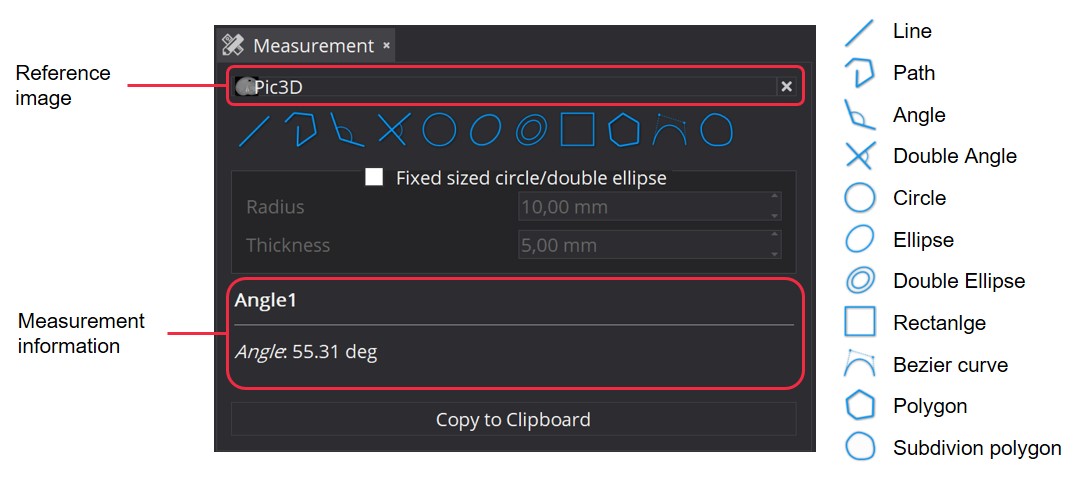 Measurement
Reference
image
Pic3D
Fixed sized circle/double ellipse
Radius
10,00 mm
Thickness
5,00 mm
Measurement
information
Angle1
Angle: 55.31 deg
Copy to Clipboard
Line
Path
Angle
Double Angle
Circle
Ellipse
Double Ellipse
Rectanlge
Bezier curve
Polygon
Subdivion polygon